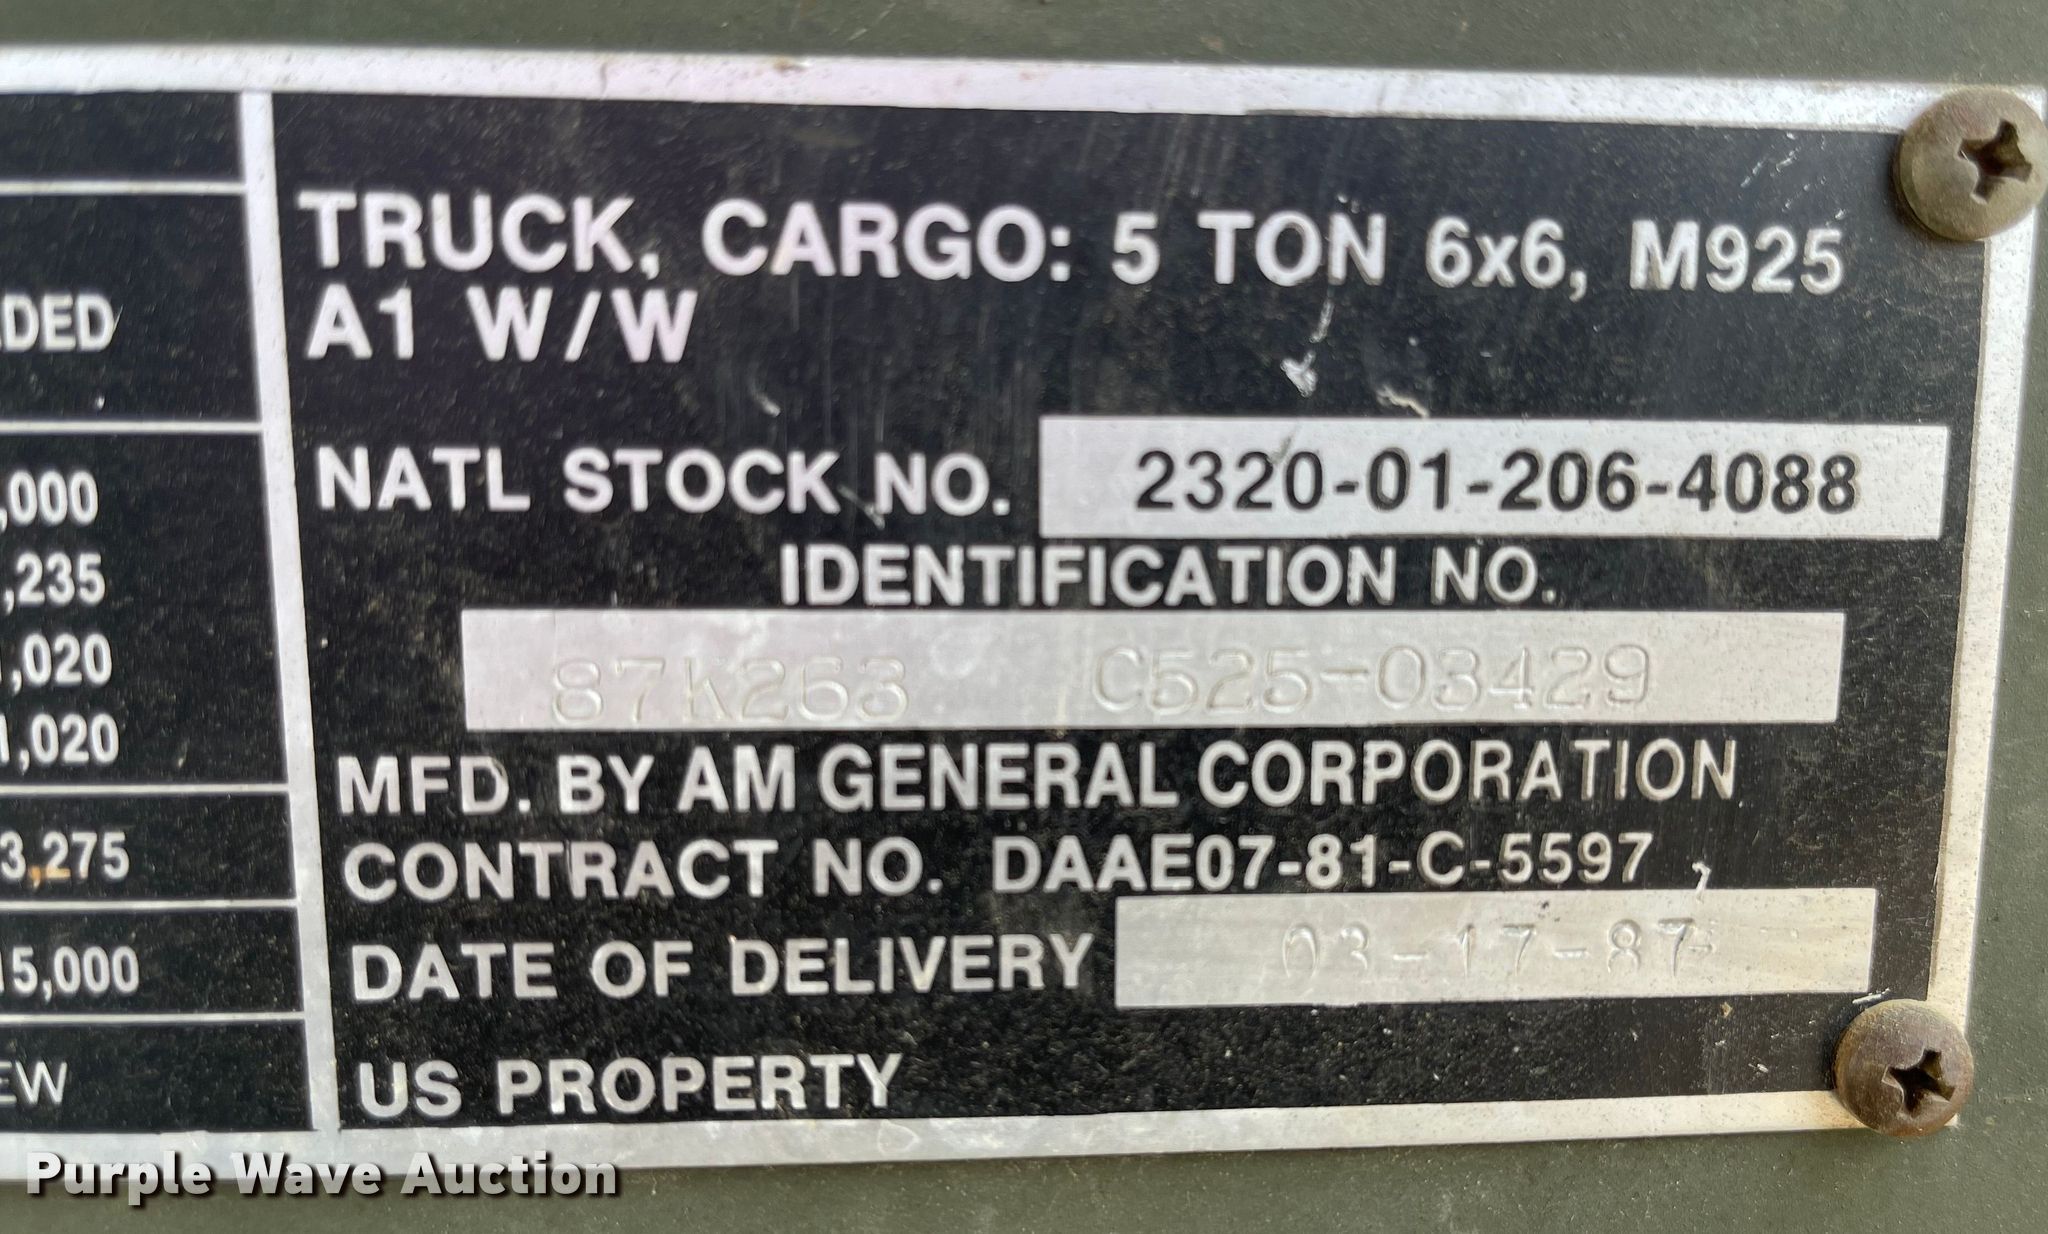 DED
,000
,235
,020
1,020
3,275
15,000
EW
TRUCK, CARGO: 5 TON 6x6, M925
A1 W/W
NATL STOCK NO. 2320-01-206-4088
IDENTIFICATION NO.
87K263 C525-03429
MFD. BY AM GENERAL CORPORATION
CONTRACT NO. DAAE07-81-C-5597
DATE OF DELIVERY 03-17-87
US PROPERTY
Purple Wave Auction